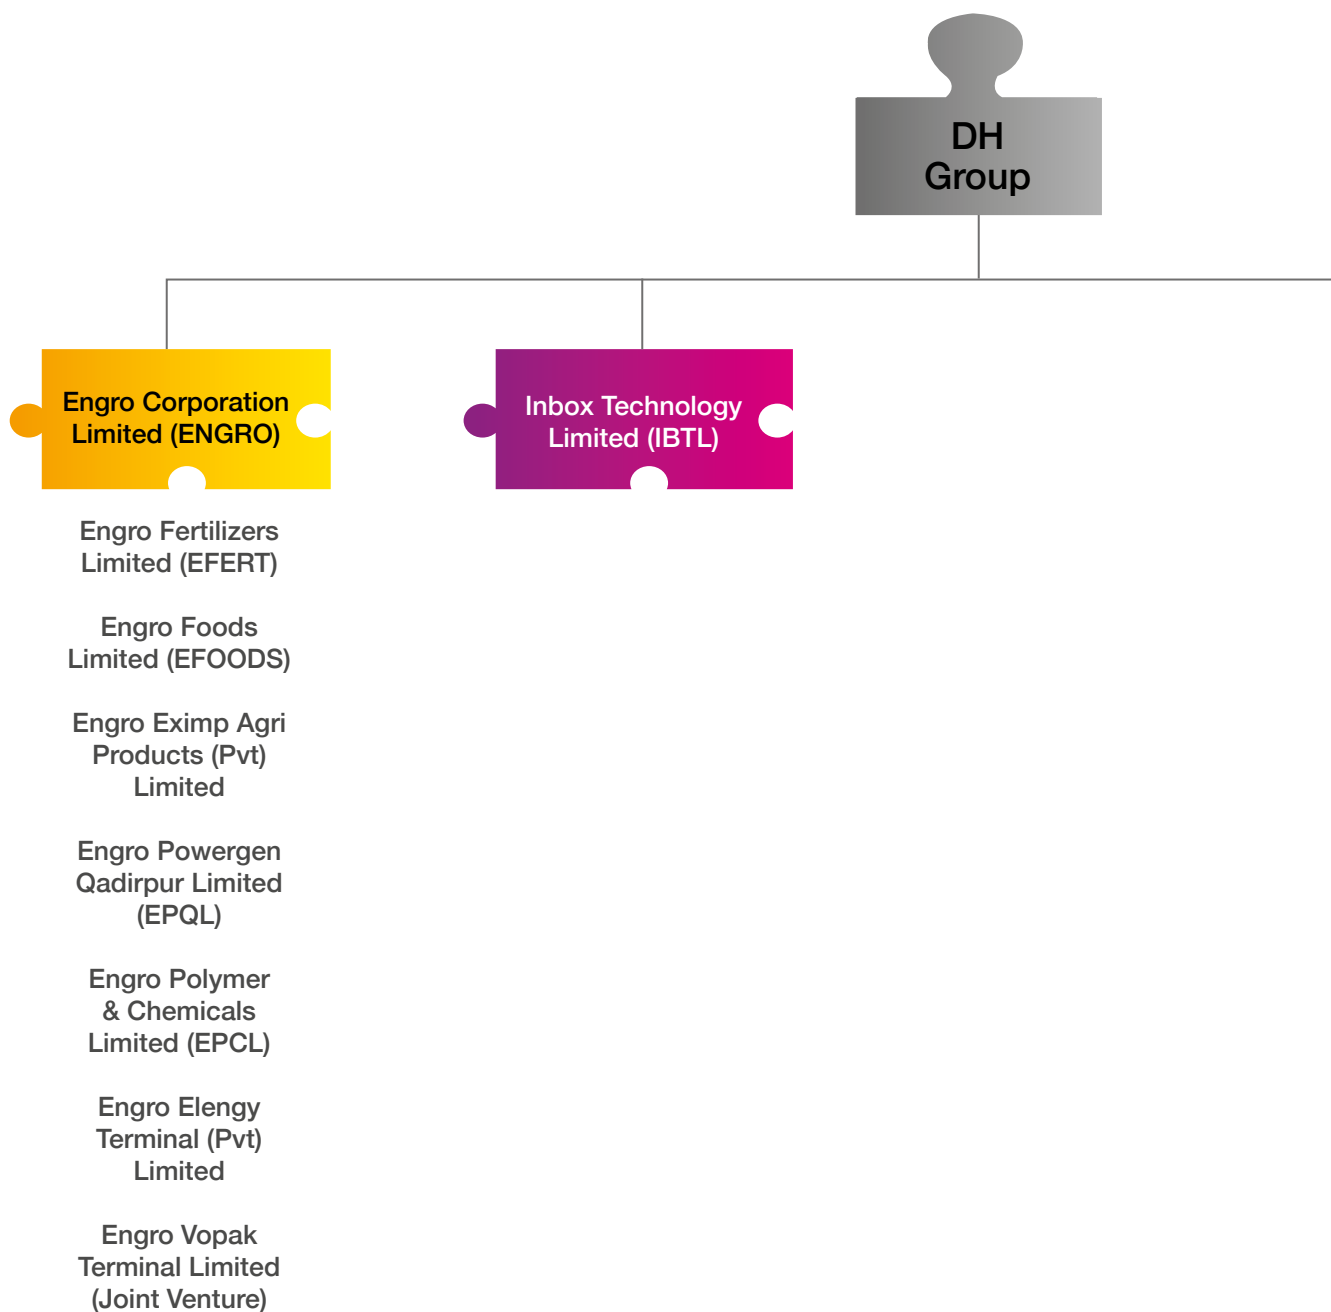 DH
Group
Engro Corporation
Limited (ENGRO)
Inbox Technology
Limited (IBTL)
Engro Fertilizers
Limited (EFERT)
Engro Foods
Limited (EFOODS)
Engro Eximp Agri
Products (Pvt)
Limited
Engro Powergen
Qadirpur Limited
(EPQL)
Engro Polymer
& Chemicals
Limited (EPCL)
Engro Elengy
Terminal (Pvt)
Limited
Engro Vopak
Terminal Limited
(Joint Venture)